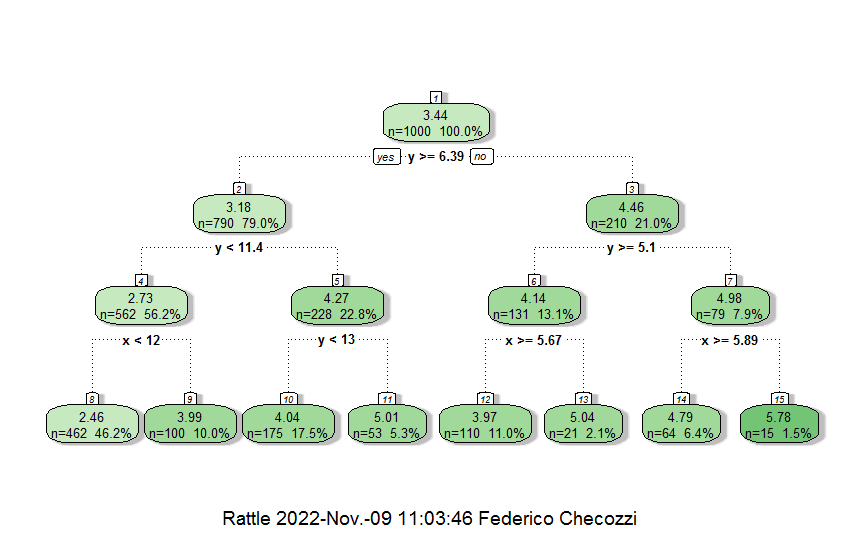 1
3.44
n=1000 100.0%
yes y >= 6.39 no
2 3
3.18 4.46
n=790 79.0% n=210 21.0%
y < 11.4 y >= 5.1
4 5 6 7
2.73 4.27 4.14 4.98
n=562 56.2% n=228 22.8% n=131 13.1% n=79 7.9%
x < 12 y < 13 x >= 5.67 x >= 5.89
8 9 10 11 12 13 14 15
2.46 3.99 4.04 5.01 3.97 5.04 4.79 5.78
n=462 46.2% n=100 10.0% n=175 17.5% n=53 5.3% n=110 11.0% n=21 2.1% n=64 6.4% n=15 1.5%
Rattle 2022-Nov.-09 11:03:46 Federico Checozzi